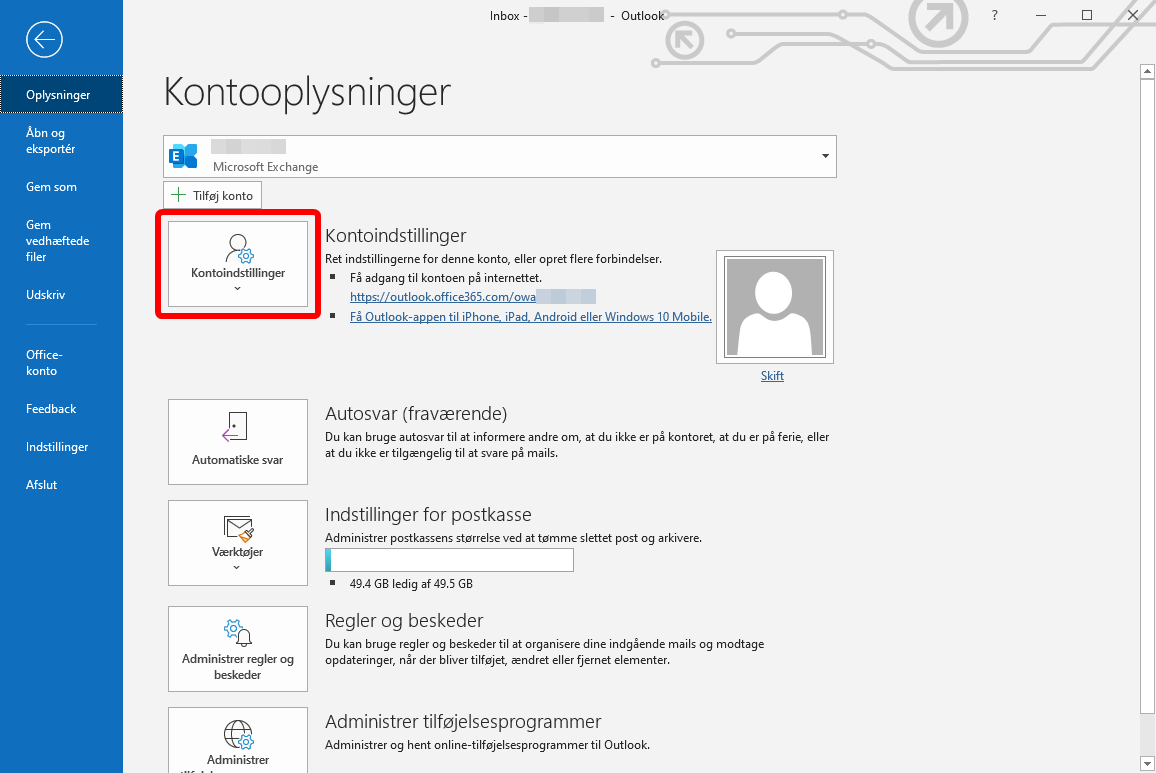 Inbox - - Outlook
?
Oplysninger
Åbn og
eksportér
Gem som
Gem
vedhæftede
filer
Udskriv
Office-
konto
Feedback
Indstillinger
Afslut
Kontooplysninger
E
Microsoft Exchange
Tilføj konto
Kontoindstillinger
Kontoindstillinger
Ret indstillingerne for denne konto, eller opret flere forbindelser.
Få adgang til kontoen på internettet.
https://outlook.office365.com/owa
Få Outlook-appen til iPhone, iPad, Android eller Windows 10 Mobile.
Skift
Automatiske svar
Autosvar (fraværende)
Du kan bruge autosvar til at informere andre om, at du ikke er på kontoret, at du er på ferie, eller
at du ikke er tilgængelig til at svare på mails.
Værktøjer
Indstillinger for postkasse
Administrer postkassens størrelse ved at tømme slettet post og arkivere.
49.4 GB ledig af 49.5 GB
Administrer regler og
beskeder
Regler og beskeder
Du kan bruge regler og beskeder til at organisere dine indgående mails og modtage
opdateringer, når der bliver tilføjet, ændret eller fjernet elementer.
Administrer
Administrer tilføjelsesprogrammer
Administrer og hent online-tilføjelsesprogrammer til Outlook.